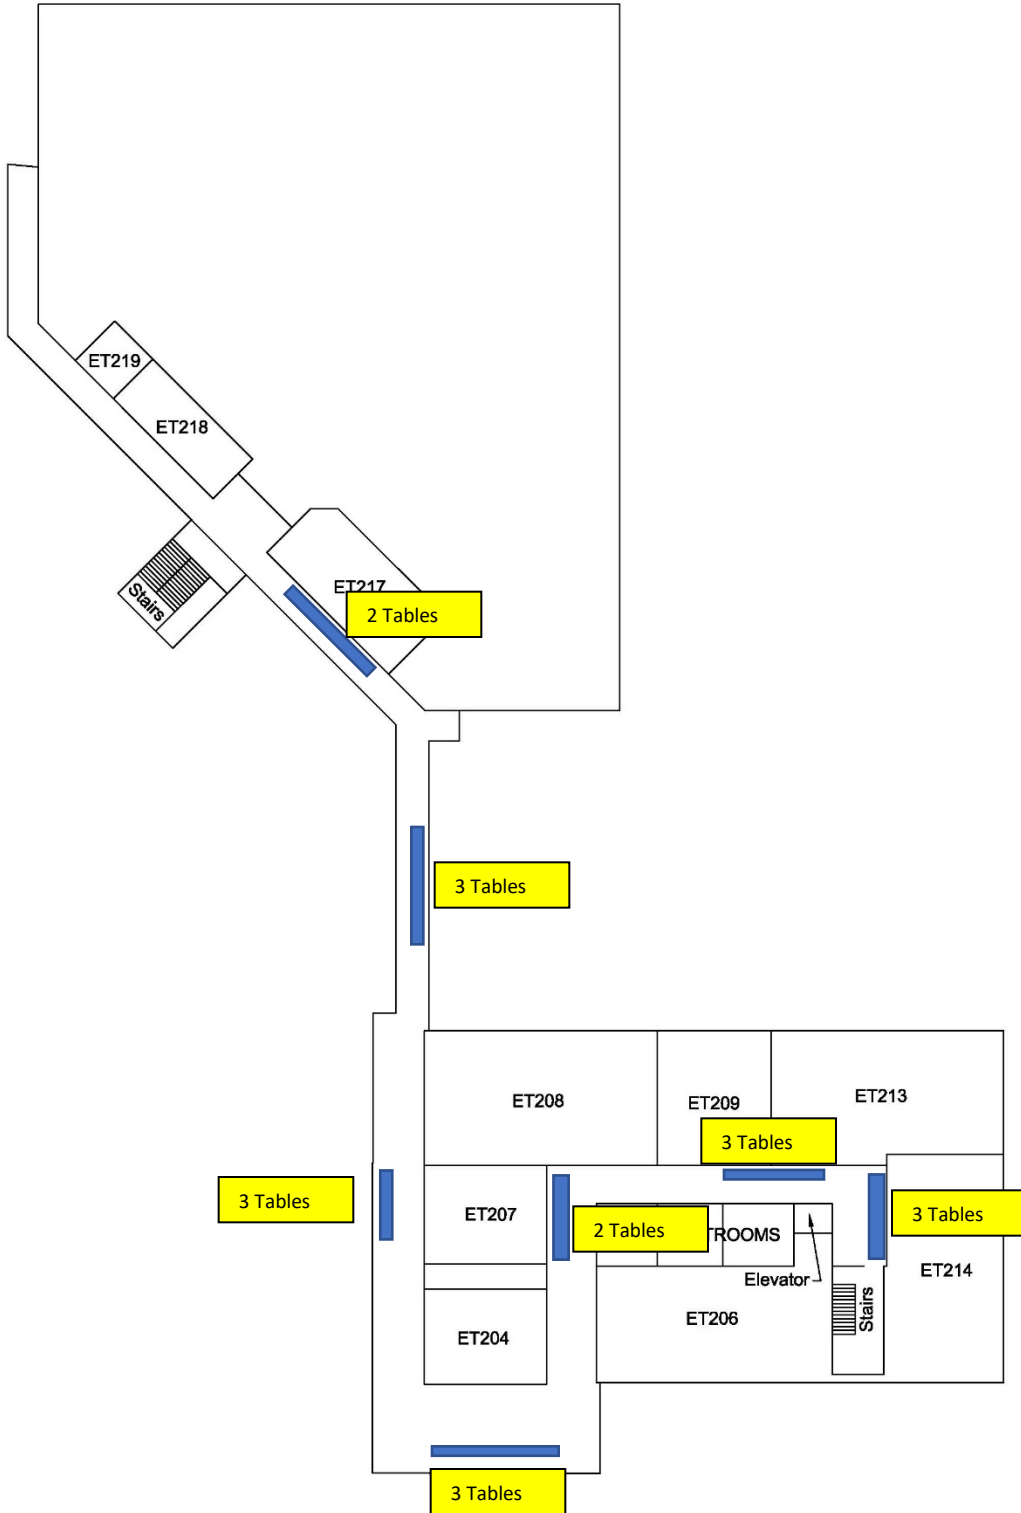 ET219
ET218
Stairs
ET217
2 Tables
3 Tables
ET208
ET209
ET213
3 Tables
3 Tables
ET207
2 Tables
TROOMS
3 Tables
Elevator
ET214
ET206
Stairs
ET204
3 Tables